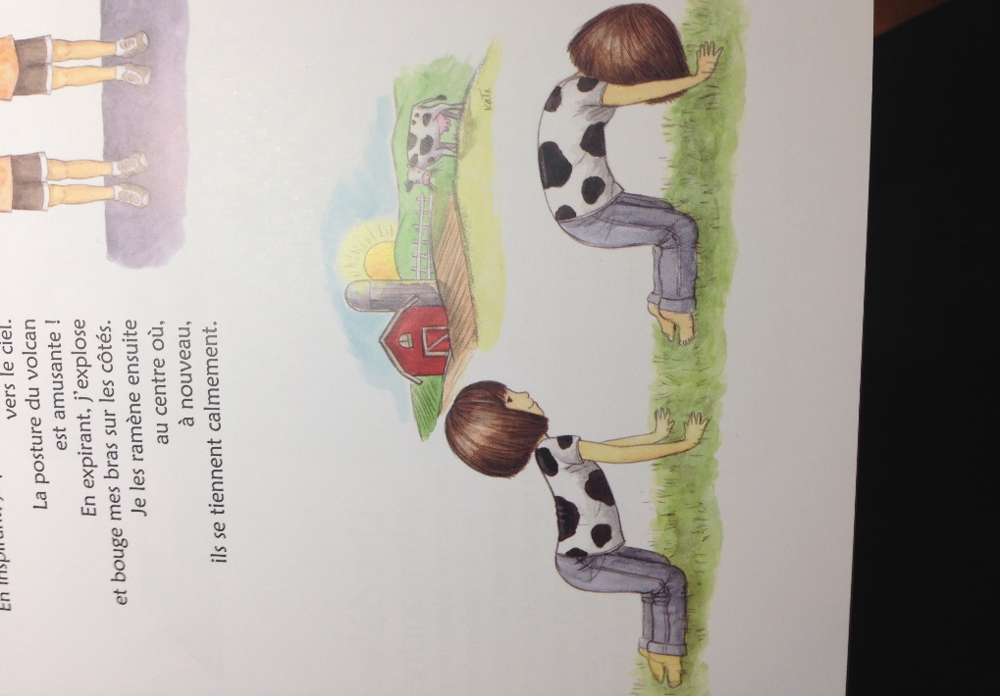 En inspirant, j
vers le ciel.
La posture du volcan
est amusante !
En expirant, j'explose
et bouge mes bras sur les côtés.
Je les ramène ensuite
au centre où,
à nouveau,
ils se tiennent calmement.
Kate